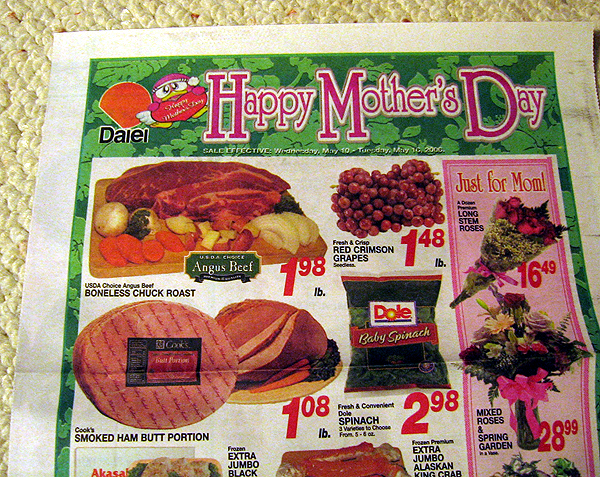 Daiei
Happy Mother's Day
Happy Mother's Day
SALE EFFECTIVE: Wednesday, May 10 - Tuesday, May 16, 2006.
U.S.D.A. CHOICE
Angus Beef
1 98 lb.
USDA Choice Angus Beef
BONELESS CHUCK ROAST
Fresh & Crisp
RED CRIMSON
GRAPES
Seedless.
1 48 lb.
Just for Mom!
A Dozen
Premium
LONG
STEM
ROSES
16 49
Cook's
Butt Portion
Cook's
SMOKED HAM BUTT PORTION
1 08 lb.
Dole
Baby Spinach
Fresh & Convenient
Dole
SPINACH
3 Varieties to Choose
From. 5 - 6 oz.
2 98
MIXED
ROSES
&
SPRING
GARDEN
in a Vase.
28 99
Akasa
Frozen
EXTRA
JUMBO
BLACK
Frozen Premium
EXTRA
JUMBO
ALASKAN
KING CRAB